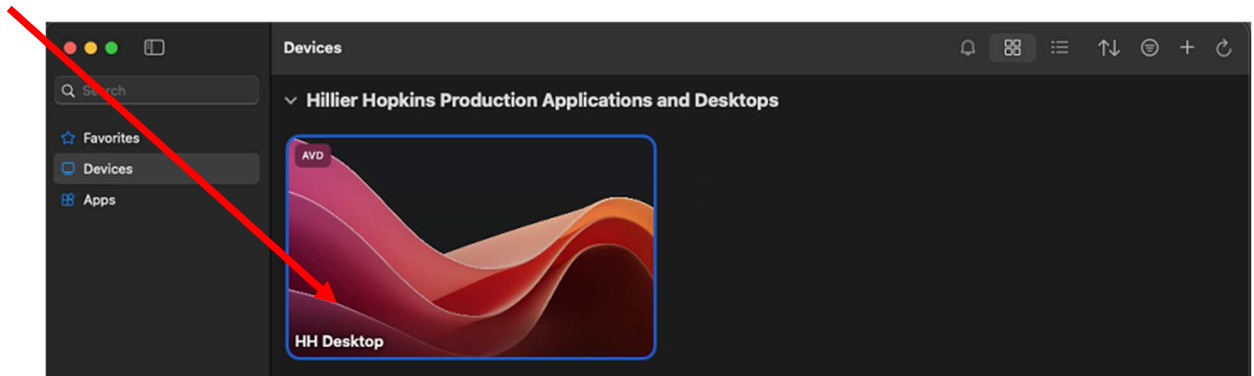 Devices
Search
Hillier Hopkins Production Applications and Desktops
Favorites
Devices
Apps
AVD
HH Desktop